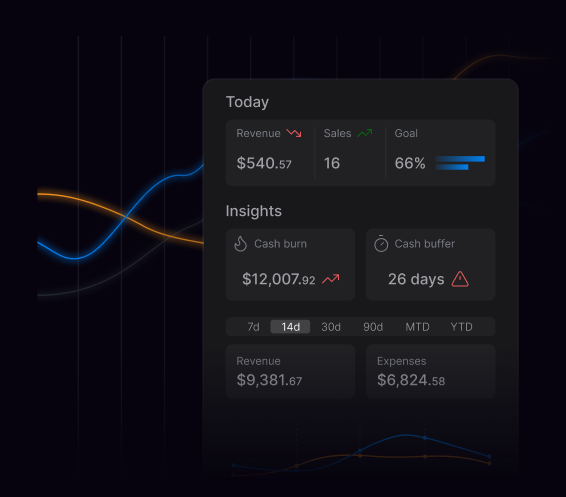 Today
Revenue Sales Goal
$540.57 16 66%
Insights
Cash burn Cash buffer
$12,007.92 26 days
7d 14d 30d 90d MTD YTD
Revenue Expenses
$9,381.67 $6,824.58